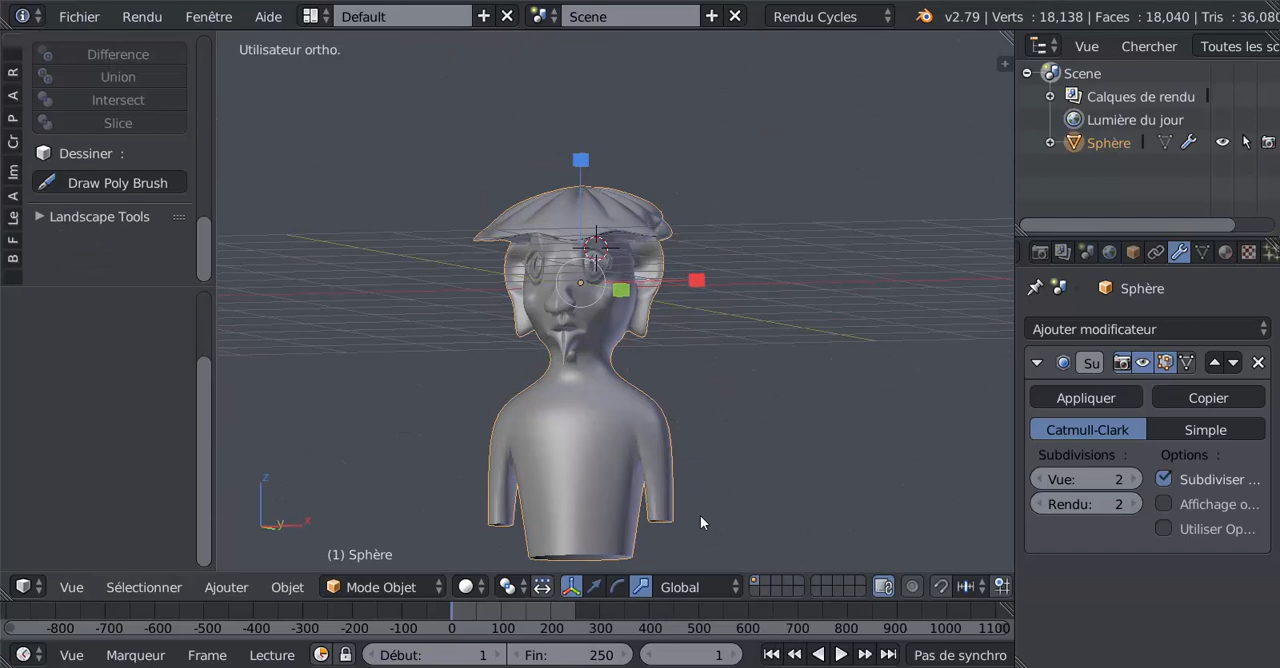 Fichier Rendu Fenêtre Aide Default Scene Rendu Cycles v2.79 | Verts : 18,138 | Faces : 18,040 | Tris : 36,080
Difference
Union
Intersect
Slice
Dessiner :
Draw Poly Brush
Landscape Tools
R
A
P
Cr
Im
A
Le
F
B
Utilisateur ortho.
z
y
x
(1) Sphère
Vue Chercher Toutes les sc
Scene
Calques de rendu
Lumière du jour
Sphère
Sphère
Ajouter modificateur
Su
Appliquer Copier
Catmull-Clark Simple
Subdivisions : Options :
Vue: 2 Subdiviser ...
Rendu: 2 Affichage o...
Utiliser Op...
Vue Sélectionner Ajouter Objet Mode Objet Global
-800 -700 -600 -500 -400 -300 -200 -100 0 100 200 300 400 500 600 700 800 900 1000 1100
Vue Marqueur Frame Lecture Début: 1 Fin: 250 1 Pas de synchro